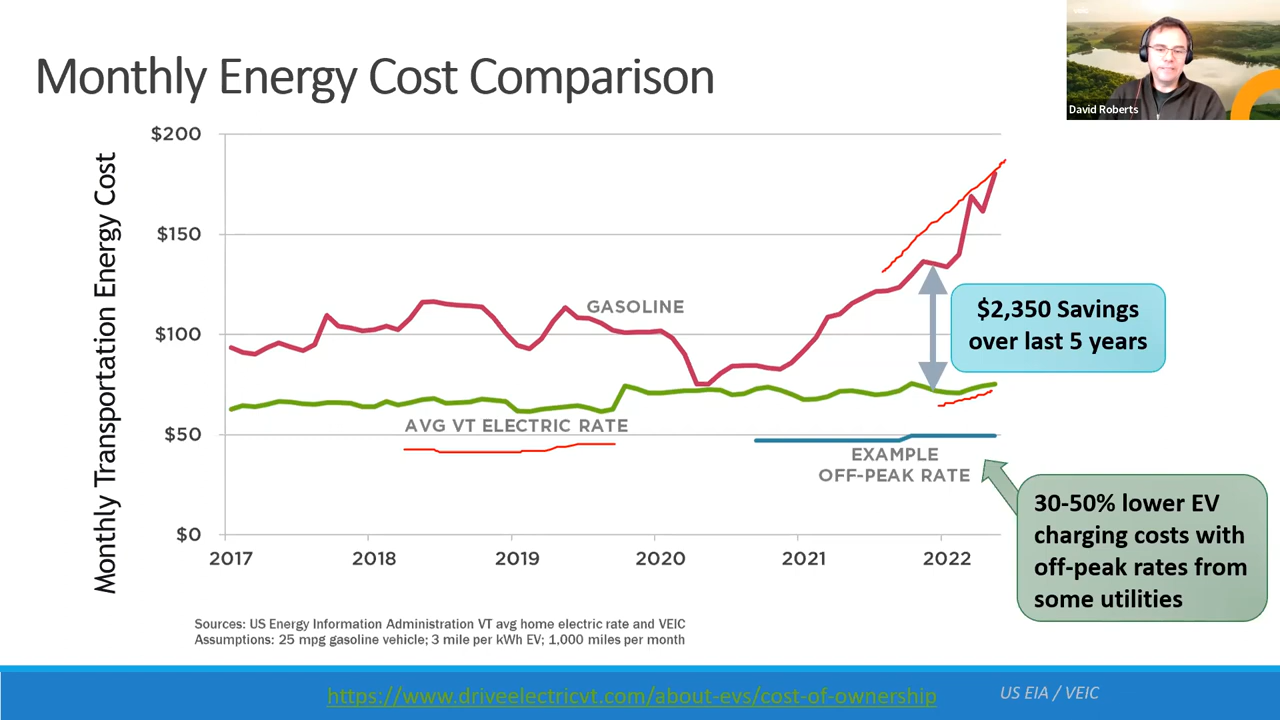 Monthly Energy Cost Comparison
David Roberts
Monthly Transportation Energy Cost
$200
$150
$100
$50
$0
GASOLINE
AVG VT ELECTRIC RATE
EXAMPLE
OFF-PEAK RATE
$2,350 Savings
over last 5 years
30-50% lower EV
charging costs with
off-peak rates from
some utilities
2017 2018 2019 2020 2021 2022
Sources: US Energy Information Administration VT avg home electric rate and VEIC
Assumptions: 25 mpg gasoline vehicle; 3 mile per kWh EV; 1,000 miles per month
https://www.driveelectricvt.com/about-evs/cost-of-ownership
US EIA / VEIC